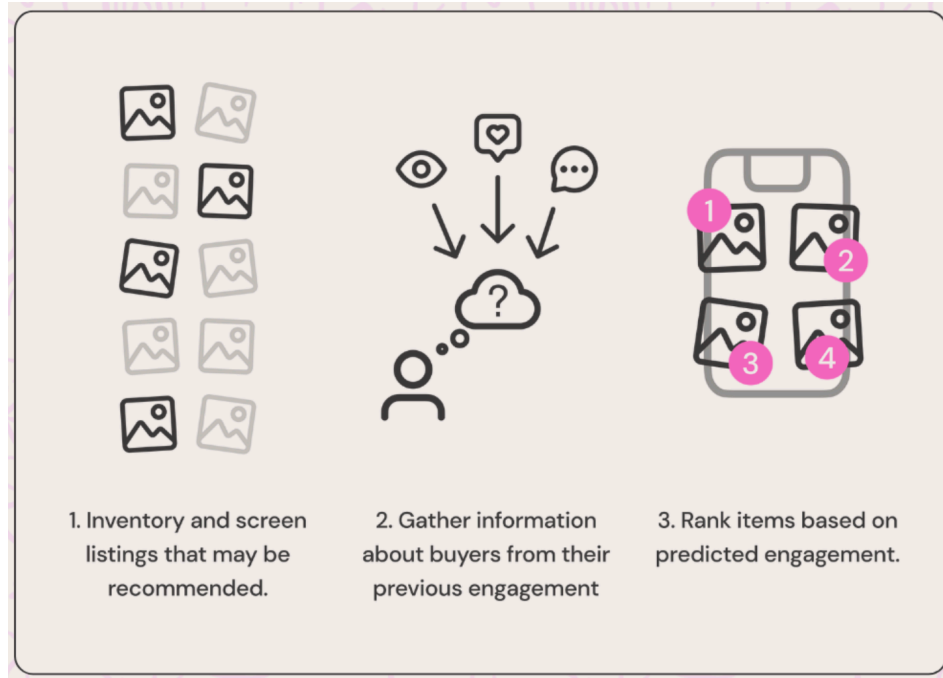 ?
1
2
3
4
1. Inventory and screen
listings that may be
recommended.
2. Gather information
about buyers from their
previous engagement
3. Rank items based on
predicted engagement.